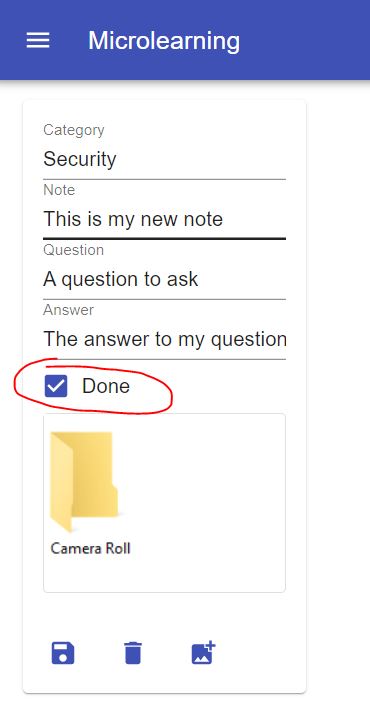 Microlearning
Category
Security
Note
This is my new note
Question
A question to ask
Answer
The answer to my question
Done
Camera Roll